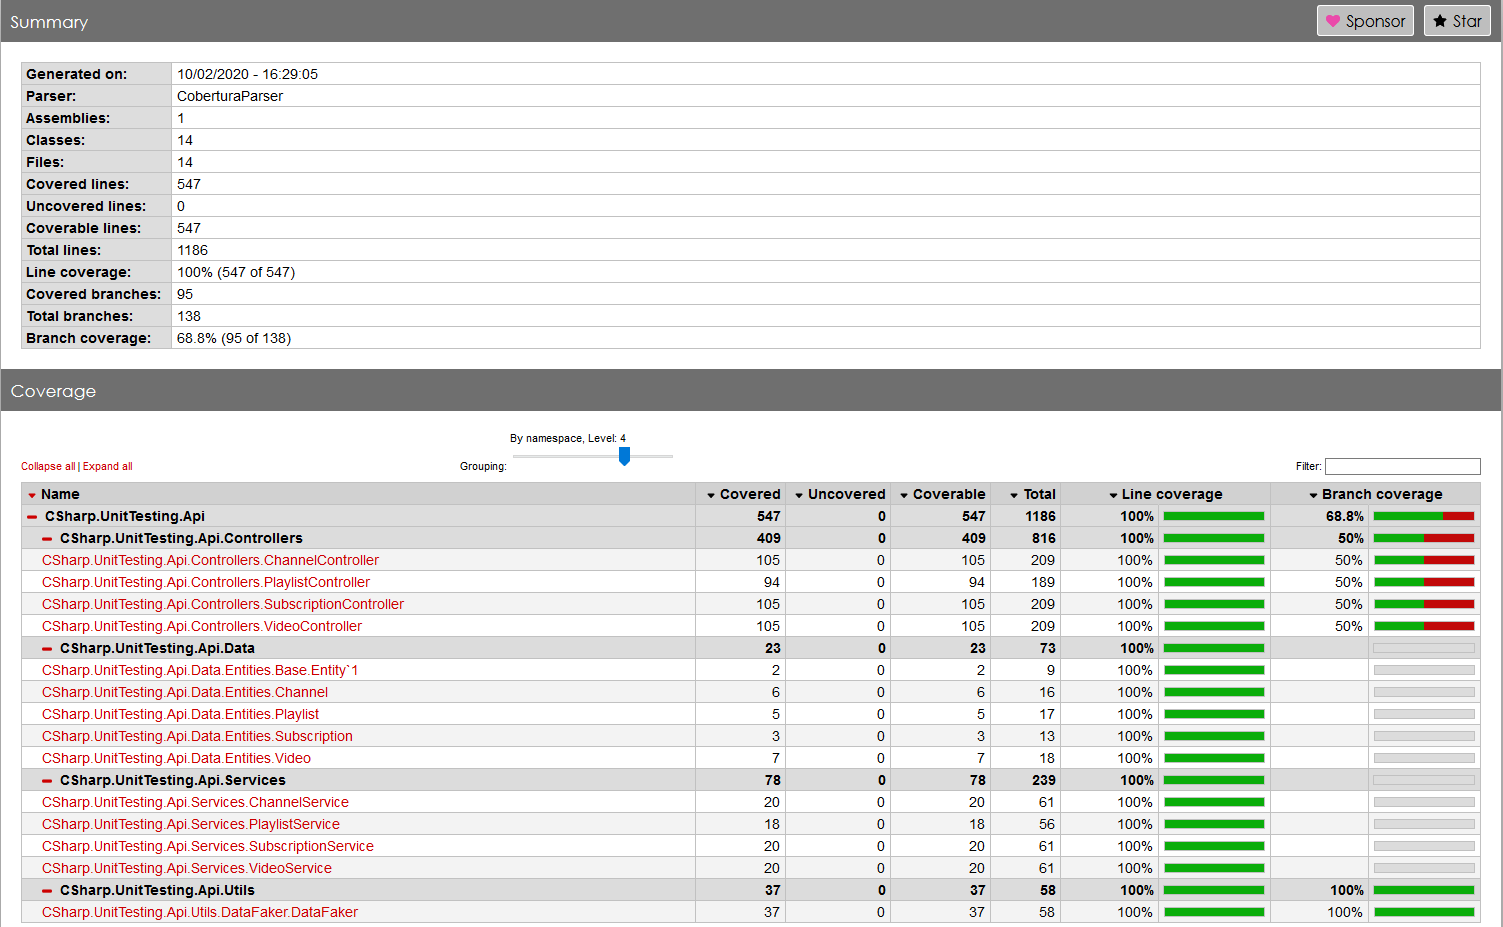 Summary Sponsor Star
Generated on: 10/02/2020 - 16:29:05
Parser: CoberturaParser
Assemblies: 1
Classes: 14
Files: 14
Covered lines: 547
Uncovered lines: 0
Coverable lines: 547
Total lines: 1186
Line coverage: 100% (547 of 547)
Covered branches: 95
Total branches: 138
Branch coverage: 68.8% (95 of 138)
Coverage
By namespace, Level: 4
Collapse all | Expand all Grouping: Filter:
Name Covered Uncovered Coverable Total Line coverage Branch coverage
CSharp.UnitTesting.Api 547 0 547 1186 100% 68.8%
CSharp.UnitTesting.Api.Controllers 409 0 409 816 100% 50%
CSharp.UnitTesting.Api.Controllers.ChannelController 105 0 105 209 100% 50%
CSharp.UnitTesting.Api.Controllers.PlaylistController 94 0 94 189 100% 50%
CSharp.UnitTesting.Api.Controllers.SubscriptionController 105 0 105 209 100% 50%
CSharp.UnitTesting.Api.Controllers.VideoController 105 0 105 209 100% 50%
CSharp.UnitTesting.Api.Data 23 0 23 73 100%
CSharp.UnitTesting.Api.Data.Entities.Base.Entity`1 2 0 2 9 100%
CSharp.UnitTesting.Api.Data.Entities.Channel 6 0 6 16 100%
CSharp.UnitTesting.Api.Data.Entities.Playlist 5 0 5 17 100%
CSharp.UnitTesting.Api.Data.Entities.Subscription 3 0 3 13 100%
CSharp.UnitTesting.Api.Data.Entities.Video 7 0 7 18 100%
CSharp.UnitTesting.Api.Services 78 0 78 239 100%
CSharp.UnitTesting.Api.Services.ChannelService 20 0 20 61 100%
CSharp.UnitTesting.Api.Services.PlaylistService 18 0 18 56 100%
CSharp.UnitTesting.Api.Services.SubscriptionService 20 0 20 61 100%
CSharp.UnitTesting.Api.Services.VideoService 20 0 20 61 100%
CSharp.UnitTesting.Api.Utils 37 0 37 58 100% 100%
CSharp.UnitTesting.Api.Utils.DataFaker.DataFaker 37 0 37 58 100% 100%